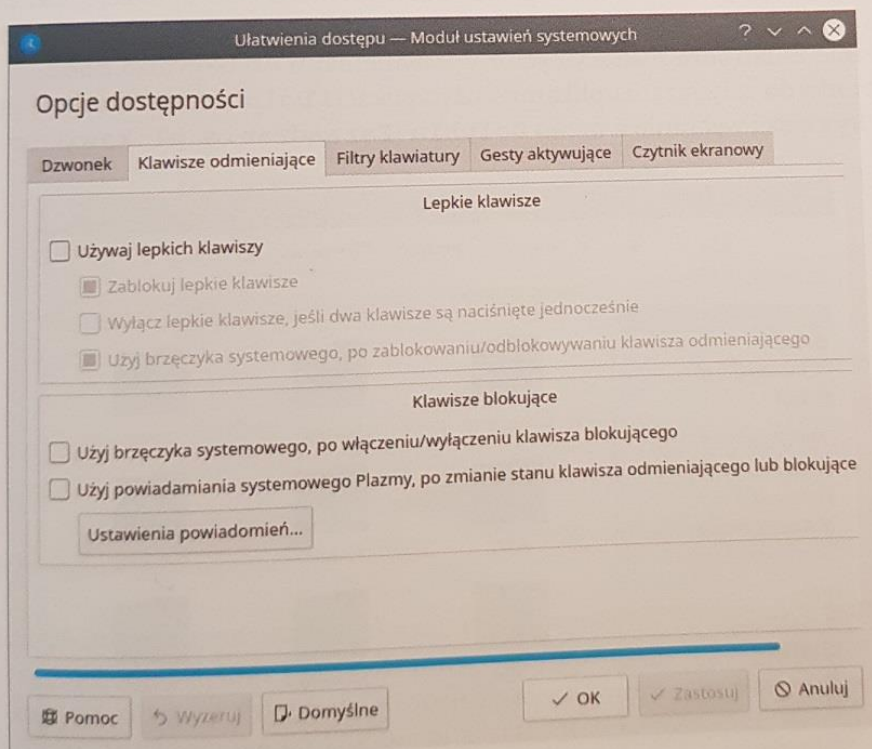 Ułatwienia dostępu — Moduł ustawień systemowych
Opcje dostępności
Dzwonek Klawisze odmieniające Filtry klawiatury Gesty aktywujące Czytnik ekranowy
Lepkie klawisze
Używaj lepkich klawiszy
Zablokuj lepkie klawisze
Wyłącz lepkie klawisze, jeśli dwa klawisze są naciśnięte jednocześnie
Użyj brzęczyka systemowego, po zablokowaniu/odblokowywaniu klawisza odmieniającego
Klawisze blokujące
Użyj brzęczyka systemowego, po włączeniu/wyłączeniu klawisza blokującego
Użyj powiadamiania systemowego Plazmy, po zmianie stanu klawisza odmieniającego lub blokujące
Ustawienia powiadomień...
Pomoc Wyzeruj Domyślne OK Zastosuj Anuluj